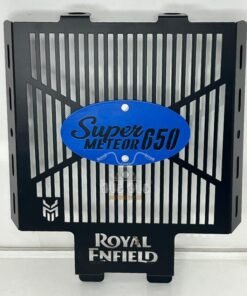 Super
METEOR 650
ROYAL
ENFIELD